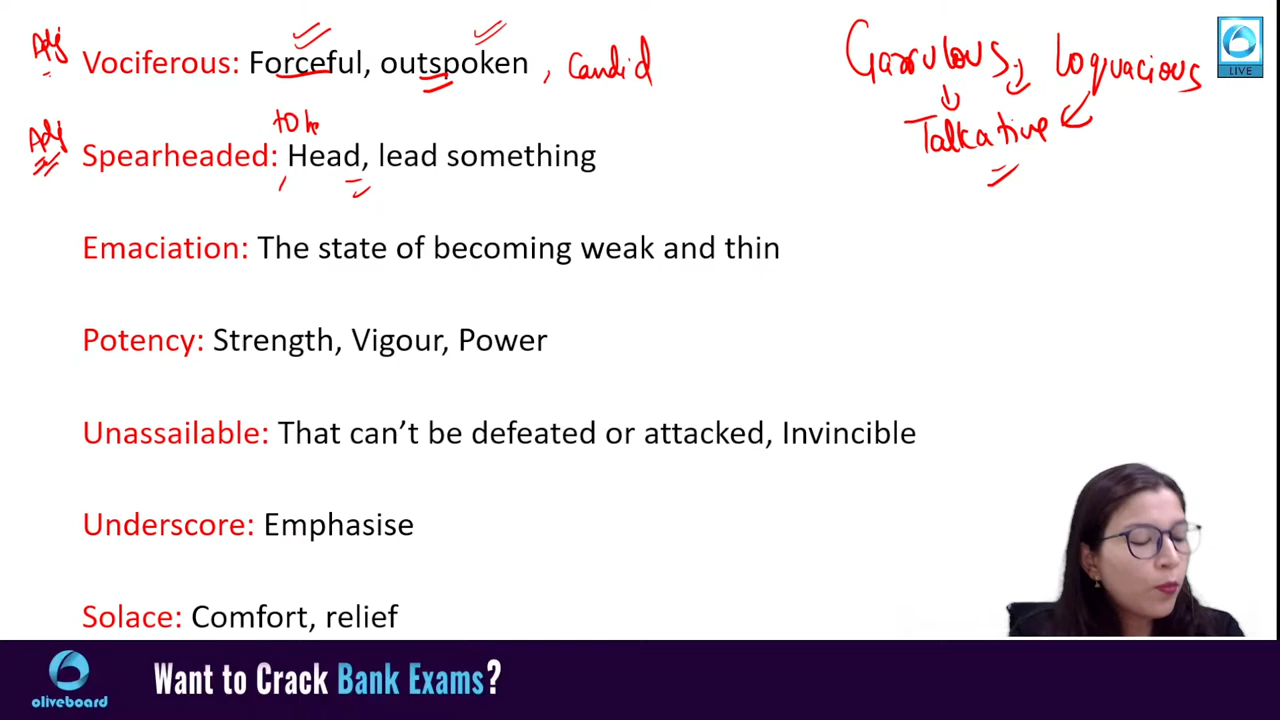 Adj Vociferous: Forceful, outspoken , Candid
Garrulous, Loquacious
Talkative
LIVE
to he
Adj Spearheaded: Head, lead something
Emaciation: The state of becoming weak and thin
Potency: Strength, Vigour, Power
Unassailable: That can’t be defeated or attacked, Invincible
Underscore: Emphasise
Solace: Comfort, relief
oliveboard
Want to Crack Bank Exams?